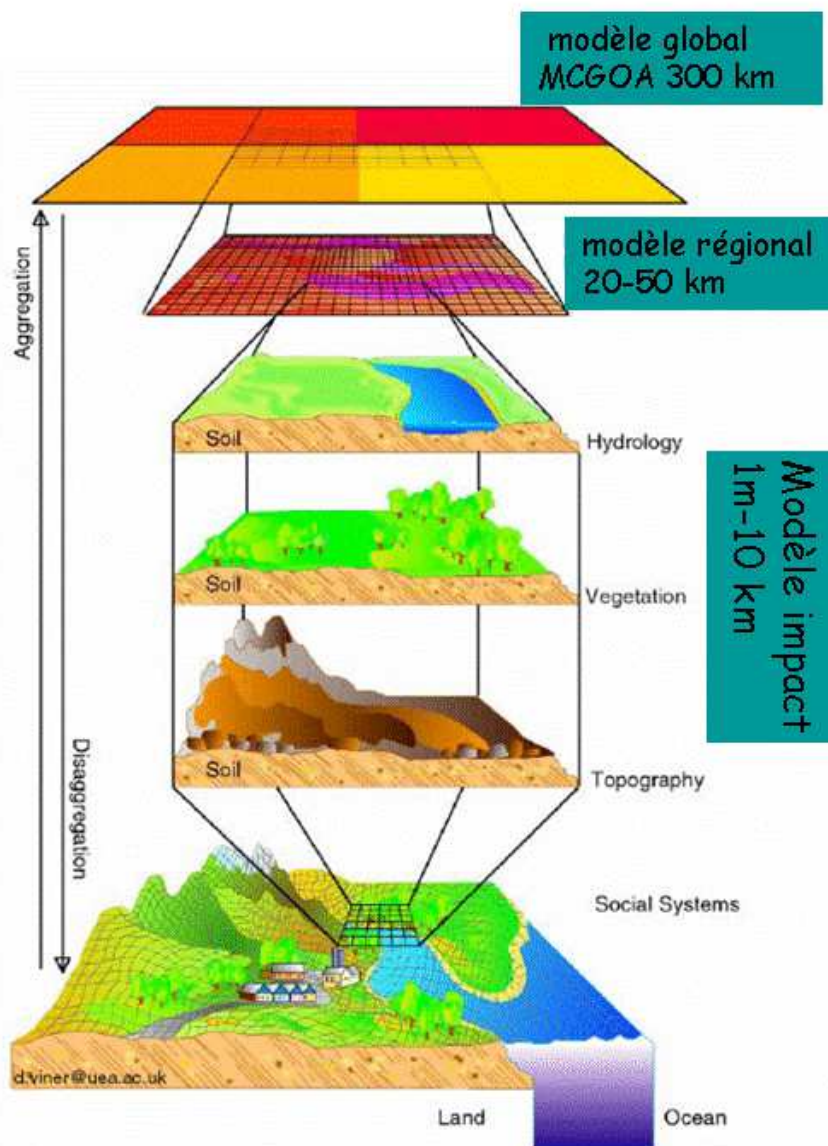 modèle global
MCGOA 300 km
modèle régional
20-50 km
Aggregation
Soil
Hydrology
Modèle impact
1m-10 km
Soil
Vegetation
Soil
Topography
Disaggregation
Social Systems
d.viner@uea.ac.uk
Land
Ocean